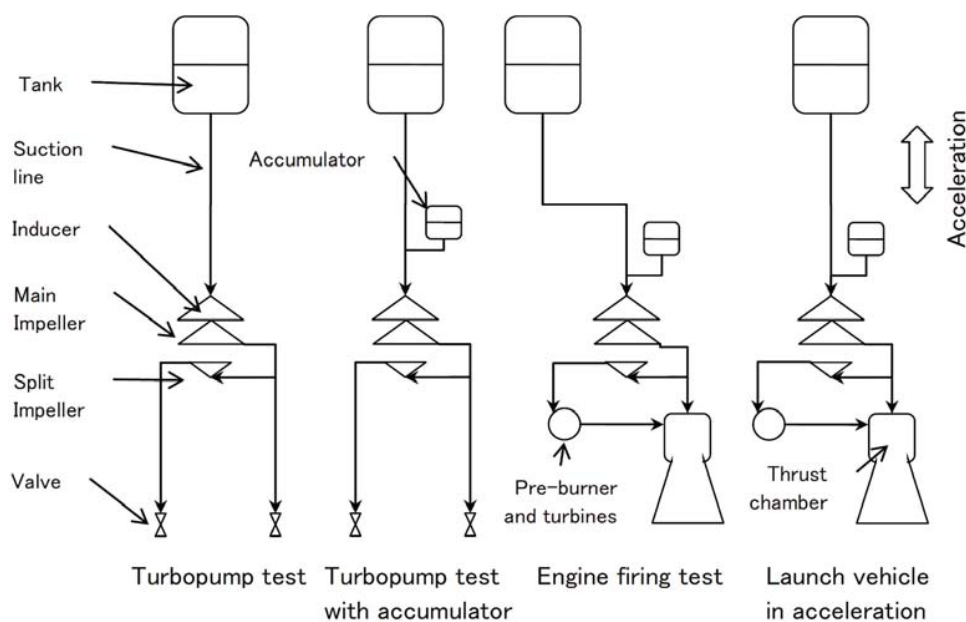 Tank
Suction
line
Accumulator
Acceleration
Inducer
Main
Impeller
Split
Impeller
Valve
Pre-burner
and turbines
Thrust
chamber
Turbopump test
Turbopump test
with accumulator
Engine firing test
Launch vehicle
in acceleration